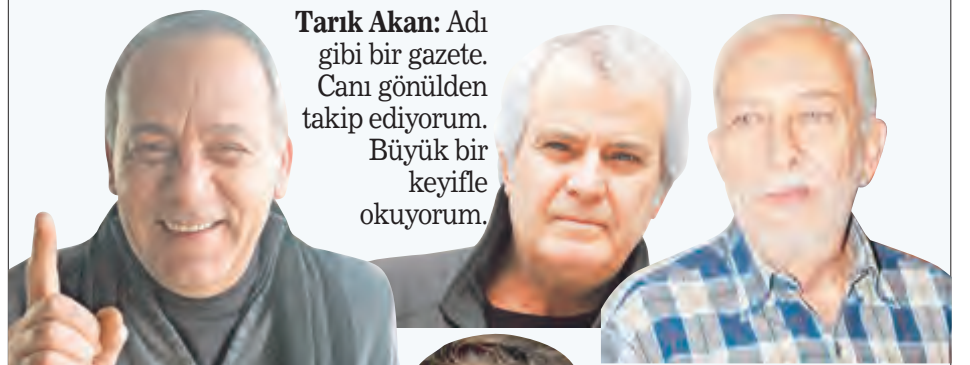 Tarık Akan: Adı
gibi bir gazete.
Canı gönülden
takip ediyorum.
Büyük bir
keyifle
okuyorum.